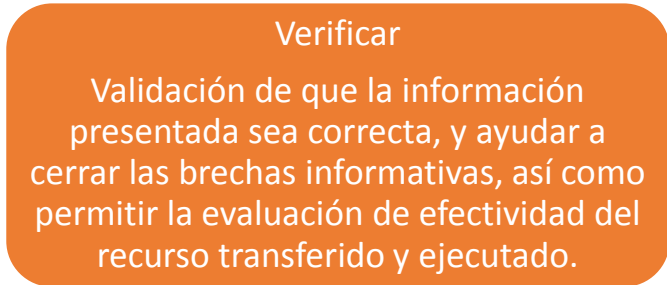 Verificar
Validación de que la información
presentada sea correcta, y ayudar a
cerrar las brechas informativas, así como
permitir la evaluación de efectividad del
recurso transferido y ejecutado.